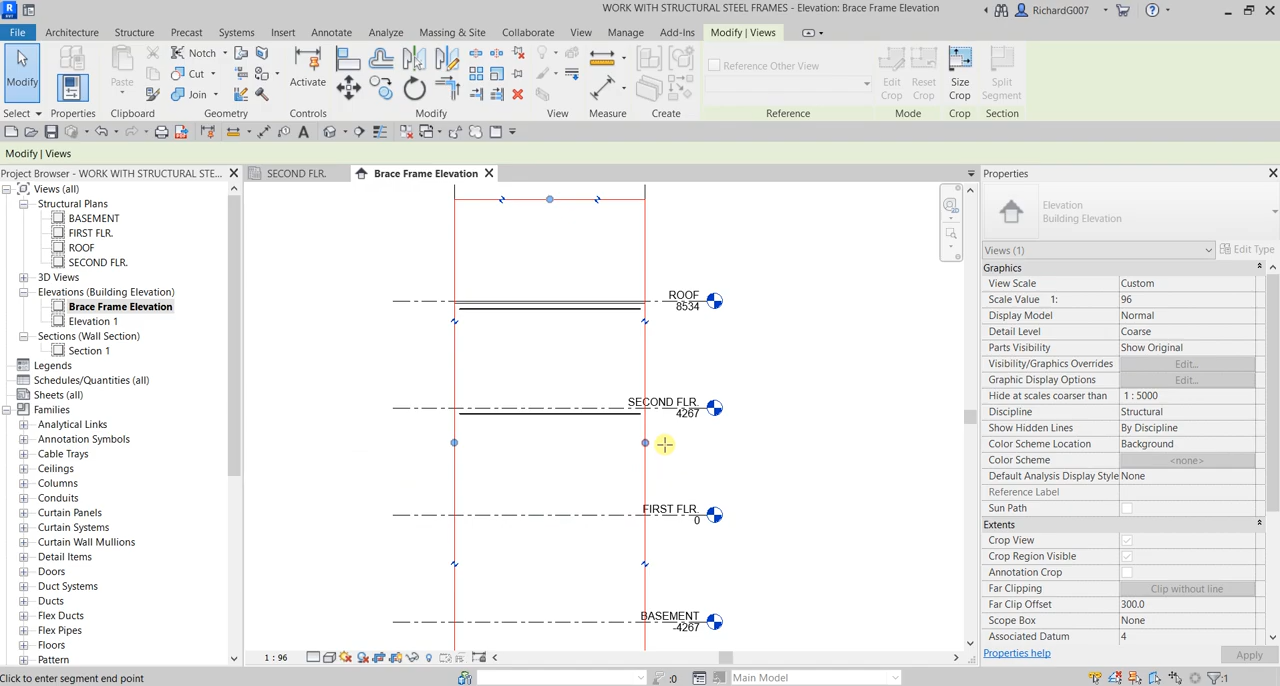 WORK WITH STRUCTURAL STEEL FRAMES - Elevation: Brace Frame Elevation
RichardG007
RVT
File Architecture Structure Precast Systems Insert Annotate Analyze Massing & Site Collaborate View Manage Add-Ins Modify | Views
Notch
Cut
Join
Modify
Paste
Activate
Reference Other View
Edit Crop
Reset Crop
Size Crop
Split Segment
Select Properties Clipboard Geometry Controls Modify View Measure Create Reference Mode Crop Section
Modify | Views
Project Browser - WORK WITH STRUCTURAL STE...
Views (all)
Structural Plans
BASEMENT
FIRST FLR.
ROOF
SECOND FLR.
3D Views
Elevations (Building Elevation)
Brace Frame Elevation
Elevation 1
Sections (Wall Section)
Section 1
Legends
Schedules/Quantities (all)
Sheets (all)
Families
Analytical Links
Annotation Symbols
Cable Trays
Ceilings
Columns
Conduits
Curtain Panels
Curtain Systems
Curtain Wall Mullions
Detail Items
Doors
Duct Systems
Ducts
Flex Ducts
Flex Pipes
Floors
Pattern
SECOND FLR.
Brace Frame Elevation
ROOF
8534
SECOND FLR.
4267
FIRST FLR.
0
BASEMENT
-4267
1 : 96
Properties
Elevation
Building Elevation
Views (1)
Edit Type
Graphics
View Scale Custom
Scale Value 1: 96
Display Model Normal
Detail Level Coarse
Parts Visibility Show Original
Visibility/Graphics Overrides Edit...
Graphic Display Options Edit...
Hide at scales coarser than 1 : 5000
Discipline Structural
Show Hidden Lines By Discipline
Color Scheme Location Background
Color Scheme <none>
Default Analysis Display Style None
Reference Label
Sun Path
Extents
Crop View
Crop Region Visible
Annotation Crop
Far Clipping Clip without line
Far Clip Offset 300.0
Scope Box None
Associated Datum 4
Properties help
Apply
Click to enter segment end point
:0
Main Model
:1